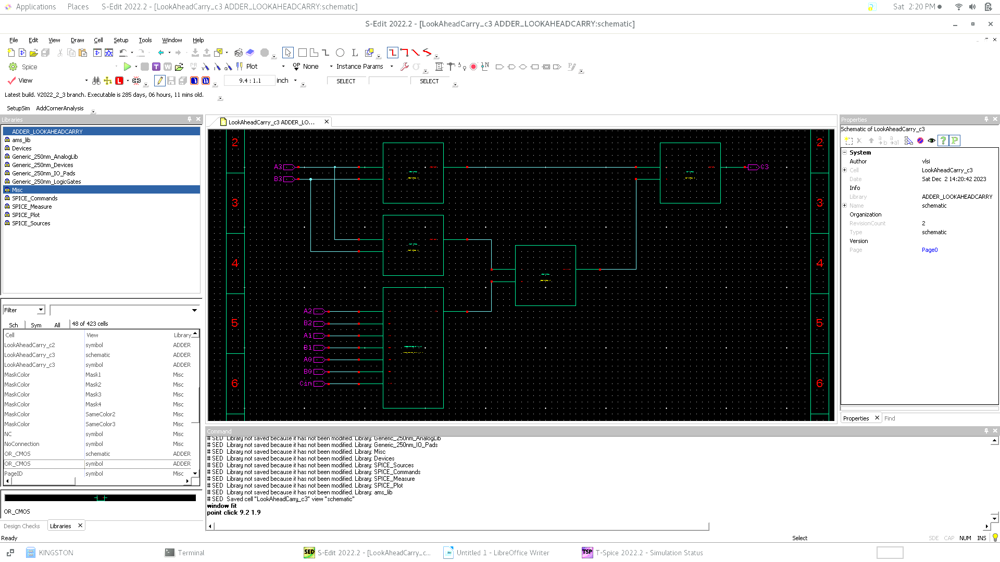 Applications Places S-Edit 2022.2 - [LookAheadCarry_c3 ADDER_LOOKAHEADCARRY:schematic] Sat 2:20 PM
S-Edit 2022.2 - [LookAheadCarry_c3 ADDER_LOOKAHEADCARRY:schematic]
File Edit View Draw Cell Setup Tools Window Help
Spice Plot OP None Instance Params
View 9.4 : 1.1 inch SELECT SELECT
Latest build. V2022_2_3 branch. Executable is 285 days, 06 hours, 11 mins old.
SetupSim AddCornerAnalysis
Libraries
ADDER_LOOKAHEADCARRY
ams_lib
Devices
Generic_250nm_AnalogLib
Generic_250nm_Devices
Generic_250nm_IO_Pads
Generic_250nm_LogicGates
Misc
SPICE_Commands
SPICE_Measure
SPICE_Plot
SPICE_Sources
Filter
Sch Sym All 48 of 423 cells
Cell View Library
LookAheadCarry_c2 symbol ADDER
LookAheadCarry_c3 schematic ADDER
LookAheadCarry_c3 symbol ADDER
MaskColor Mask1 Misc
MaskColor Mask2 Misc
MaskColor Mask3 Misc
MaskColor Mask4 Misc
MaskColor SameColor2 Misc
MaskColor SameColor3 Misc
NC symbol Misc
NoConnection symbol Misc
OR_CMOS schematic ADDER
OR_CMOS symbol ADDER
PageID symbol Misc
OR_CMOS
Design Checks Libraries
Ready
LookAheadCarry_c3 ADDER_LO...
2 2
A3 C3
B3
3 3
4 4
A2
5 B2 5
A1
B1
A0
B0
6 Cin 6
Properties
Schematic of LookAheadCarry_c3
System
Author vlsi
Cell LookAheadCarry_c3
Date Sat Dec 2 14:20:42 2023
Info
Library ADDER_LOOKAHEADCARRY
Name schematic
Organization
RevisionCount 2
Type schematic
Version
Page Page0
Properties Find
Command
# SED Library not saved because it has not been modified. Library: Generic_250nm_AnalogLib
# SED Library not saved because it has not been modified. Library: Generic_250nm_IO_Pads
# SED Library not saved because it has not been modified. Library: Misc
# SED Library not saved because it has not been modified. Library: Devices
# SED Library not saved because it has not been modified. Library: SPICE_Sources
# SED Library not saved because it has not been modified. Library: SPICE_Commands
# SED Library not saved because it has not been modified. Library: SPICE_Measure
# SED Library not saved because it has not been modified. Library: SPICE_Plot
# SED Library not saved because it has not been modified. Library: ams_lib
# SED Saved cell "LookAheadCarry_c3" view "schematic"
window fit
point click 9.2 1.9
Select SDE CAP NUM INS
KINGSTON Terminal SED S-Edit 2022.2 - [LookAheadCarry_c... Untitled 1 - LibreOffice Writer TSP T-Spice 2022.2 - Simulation Status